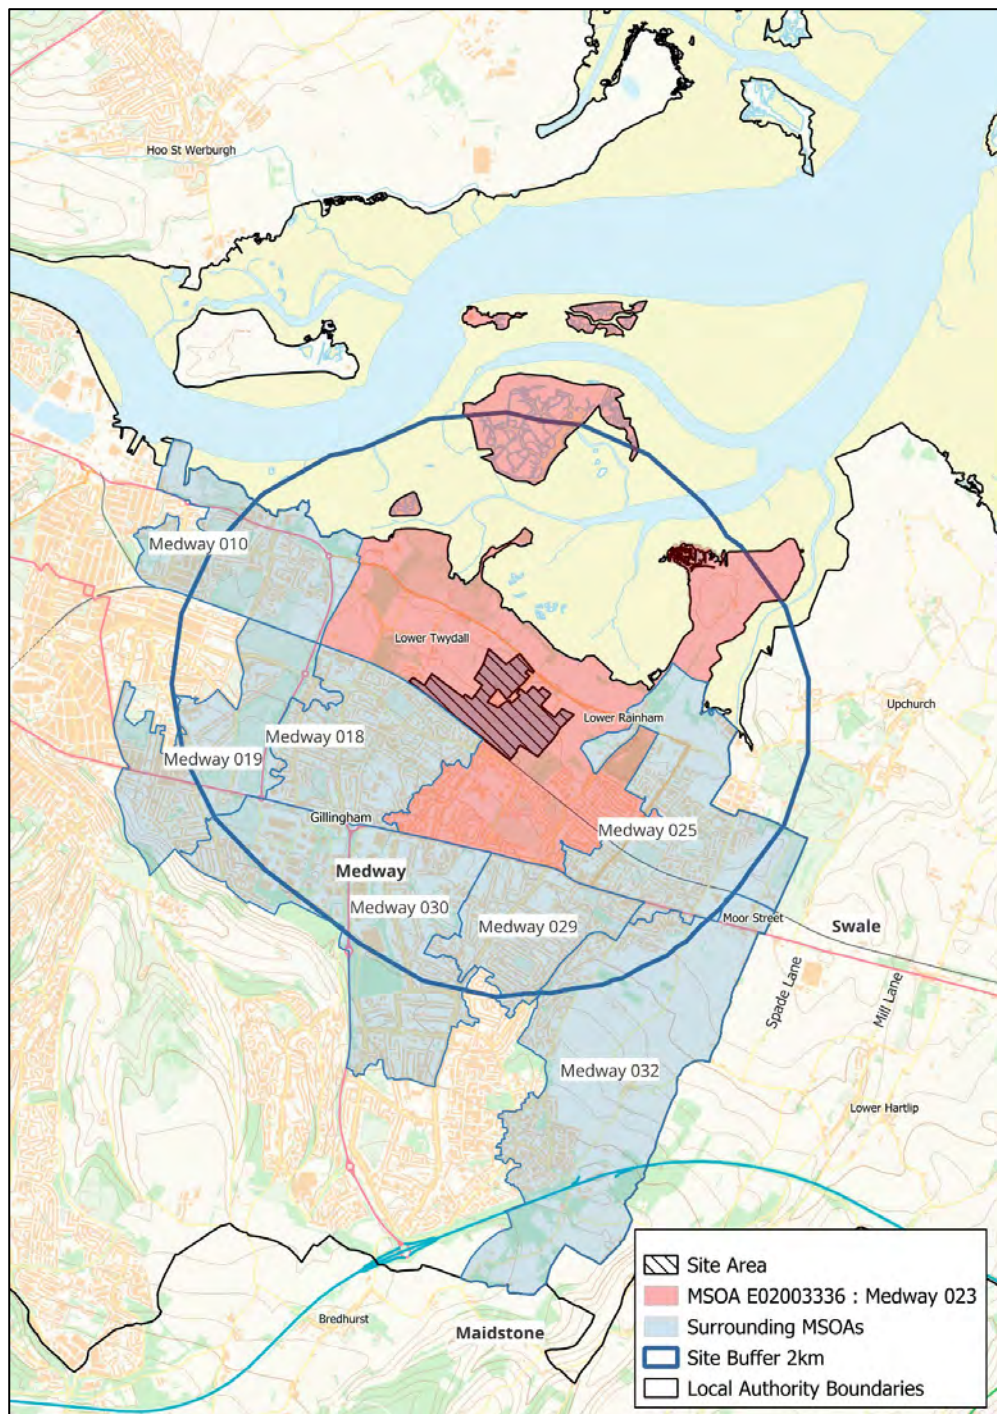 Hoo St Werburgh
Medway 010
Lower Twydall
Upchurch
Lower Rainham
Medway 018
Medway 019
Gillingham
Medway 025
Medway
Medway 030
Medway 029
Moor Street
Swale
Spade Lane
Mill Lane
Medway 032
Lower Hartlip
Bredhurst
Maidstone
Site Area
MSOA E02003336 : Medway 023
Surrounding MSOAs
Site Buffer 2km
Local Authority Boundaries